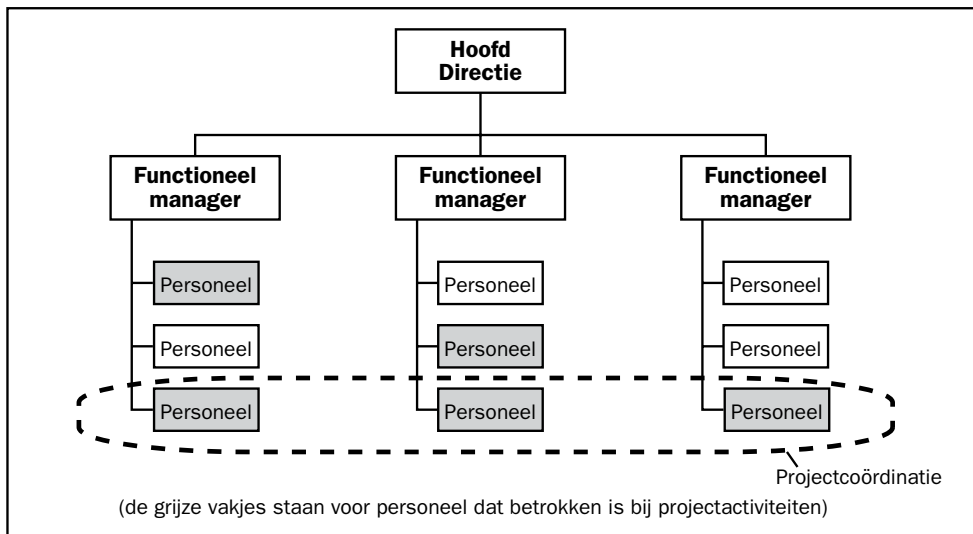 Hoofd
Directie
Functioneel
manager
Functioneel
manager
Functioneel
manager
Personeel
Personeel
Personeel
Personeel
Personeel
Personeel
Personeel
Personeel
Personeel
Projectcoördinatie
(de grijze vakjes staan voor personeel dat betrokken is bij projectactiviteiten)